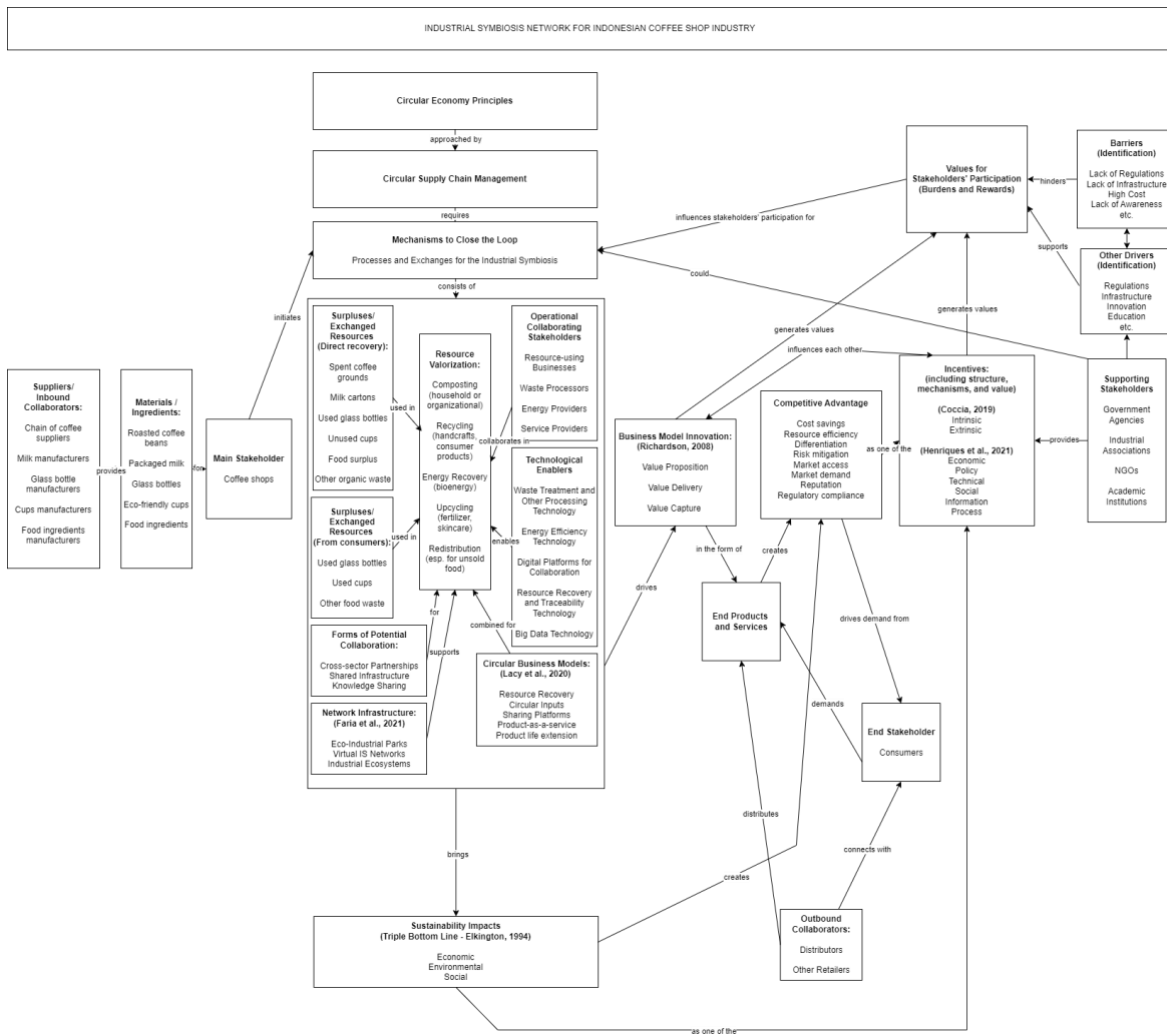 INDUSTRIAL SYMBIOSIS NETWORK FOR INDONESIAN COFFEE SHOP INDUSTRY
Circular Economy Principles
approached by
Circular Supply Chain Management
requires
Mechanisms to Close the Loop
Processes and Exchanges for the Industrial Symbiosis
consists of
initiates
Suppliers/
Inbound
Collaborators:
Chain of coffee
suppliers
Milk manufacturers
Glass bottle
manufacturers
Cups manufacturers
Food ingredients
manufacturers
provides
Materials /
Ingredients:
Roasted coffee
beans
Packaged milk
Glass bottles
Eco-friendly cups
Food ingredients
for
Main Stakeholder
Coffee shops
Surpluses/
Exchanged
Resources
(Direct recovery):
Spent coffee
grounds
Milk cartons
Used glass bottles
Unused cups
Food surplus
Other organic waste
used in
Surpluses/
Exchanged
Resources
(From consumers):
Used glass bottles
Used cups
Other food waste
used in
Forms of Potential
Collaboration:
Cross-sector Partnerships
Shared Infrastructure
Knowledge Sharing
for
Network Infrastructure:
(Faria et al., 2021)
Eco-Industrial Parks
Virtual IS Networks
Industrial Ecosystems
supports
Resource
Valorization:
Composting
(household or
organizational)
Recycling
(handcrafts,
consumer
products)
Energy Recovery
(bioenergy)
Upcycling
(fertilizer,
skincare)
Redistribution
(esp. for unsold
food)
Operational
Collaborating
Stakeholders
Resource-using
Businesses
Waste Processors
Energy Providers
Service Providers
collaborates in
Technological
Enablers
Waste Treatment and
Other Processing
Technology
Energy Efficiency
Technology
Digital Platforms for
Collaboration
Resource Recovery
and Traceability
Technology
Big Data Technology
enables
combined for
Circular Business Models:
(Lacy et al., 2020)
Resource Recovery
Circular Inputs
Sharing Platforms
Product-as-a-service
Product life extension
drives
brings
Sustainability Impacts
(Triple Bottom Line - Elkington, 1994)
Economic
Environmental
Social
creates
as one of the
Business Model Innovation:
(Richardson, 2008)
Value Proposition
Value Delivery
Value Capture
generates values
influences each other
in the form of
End Products
and Services
creates
Competitive Advantage
Cost savings
Resource efficiency
Differentiation
Risk mitigation
Market access
Market demand
Reputation
Regulatory compliance
as one of the
drives demand from
End Stakeholder
Consumers
demands
distributes
connects with
Outbound
Collaborators:
Distributors
Other Retailers
Values for
Stakeholders' Participation
(Burdens and Rewards)
influences stakeholders' participation for
could
generates values
Incentives:
(including structure,
mechanisms, and value)
(Coccia, 2019)
Intrinsic
Extrinsic
(Henriques et al., 2021)
Economic
Policy
Technical
Social
Information
Process
provides
Barriers
(Identification)
Lack of Regulations
Lack of Infrastructure
High Cost
Lack of Awareness
etc.
hinders
Other Drivers
(Identification)
Regulations
Infrastructure
Innovation
Education
etc.
supports
Supporting
Stakeholders
Government
Agencies
Industrial
Associations
NGOs
Academic
Institutions